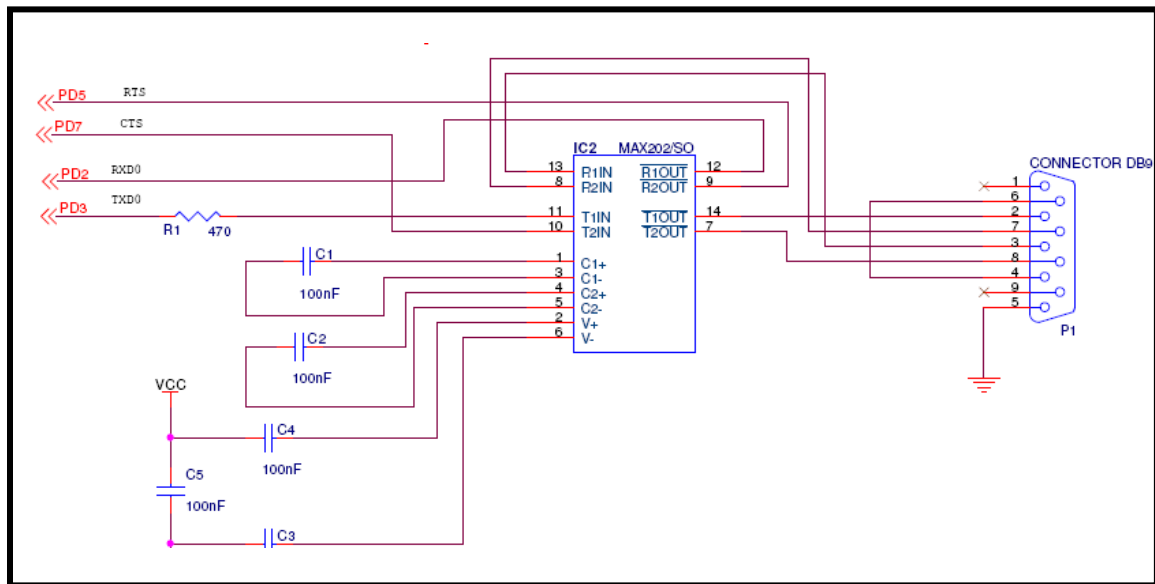 PD5 RTS
PD7 CTS
PD2 RXD0
PD3 TXD0
R1 470
C1
100nF
C2
100nF
VCC
C4
100nF
C5
100nF
C3
IC2 MAX202/SO
13 R1IN R1OUT 12
8 R2IN R2OUT 9
11 T1IN T1OUT 14
10 T2IN T2OUT 7
1 C1+
3 C1-
4 C2+
5 C2-
2 V+
6 V-
CONNECTOR DB9
1
6
2
7
3
8
4
9
5
P1